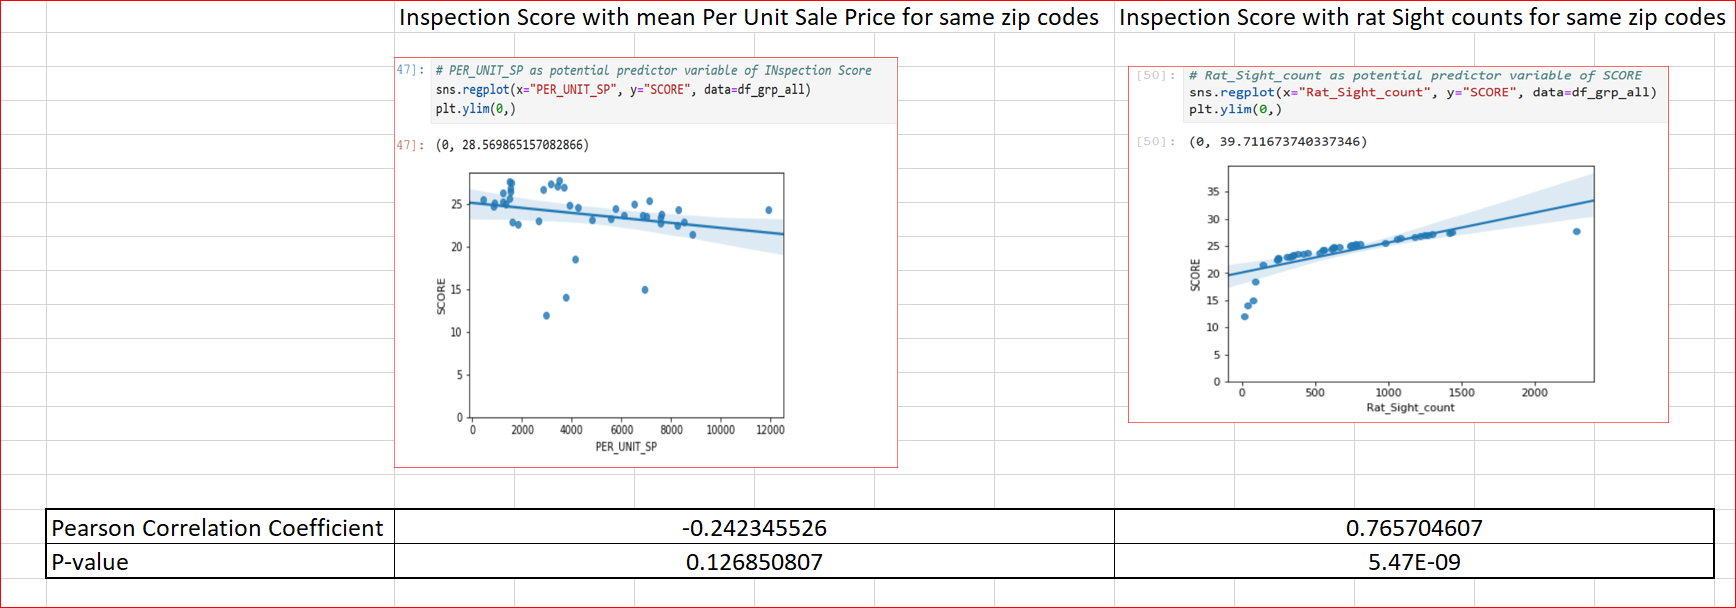 Inspection Score with mean Per Unit Sale Price for same zip codes
Inspection Score with rat Sight counts for same zip codes
47]: # PER_UNIT_SP as potential predictor variable of INspection Score
sns.regplot(x="PER_UNIT_SP", y="SCORE", data=df_grp_all)
plt.ylim(0,)
47]: (0, 28.569865157082866)
25
20
15
10
5
0
SCORE
0 2000 4000 6000 8000 10000 12000
PER_UNIT_SP
[50]: # Rat_Sight_count as potential predictor variable of SCORE
sns.regplot(x="Rat_Sight_count", y="SCORE", data=df_grp_all)
plt.ylim(0,)
[50]: (0, 39.711673740337346)
35
30
25
20
15
10
5
0
SCORE
0 500 1000 1500 2000
Rat_Sight_count
Pearson Correlation Coefficient -0.242345526 0.765704607
P-value 0.126850807 5.47E-09